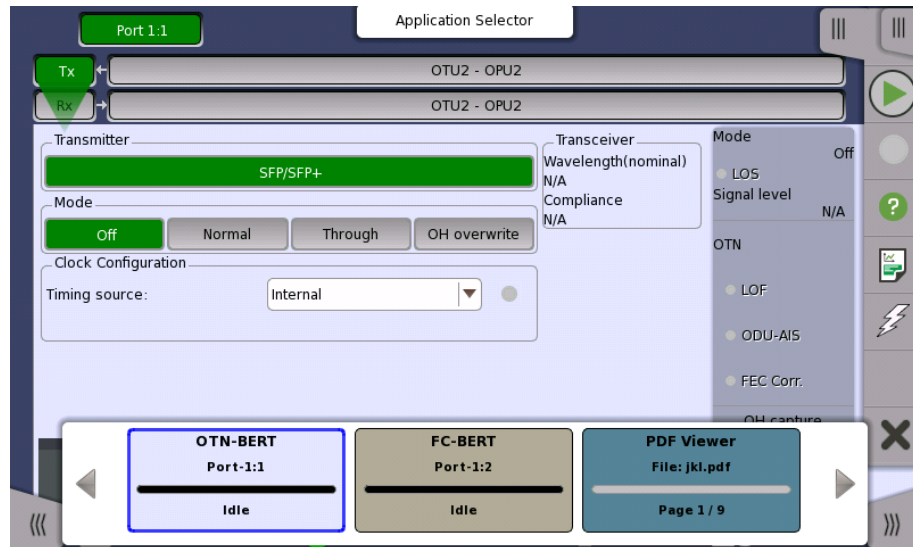 Port 1:1
Application Selector
Tx
OTU2 - OPU2
Rx
OTU2 - OPU2
Transmitter
SFP/SFP+
Mode
Off
Normal
Through
OH overwrite
Clock Configuration
Timing source:
Internal
Transceiver
Wavelength(nominal)
N/A
Compliance
N/A
Mode
Off
LOS
Signal level
N/A
OTN
LOF
ODU-AIS
FEC Corr.
OH capture
OTN-BERT
Port-1:1
Idle
FC-BERT
Port-1:2
Idle
PDF Viewer
File: jkl.pdf
Page 1 / 9